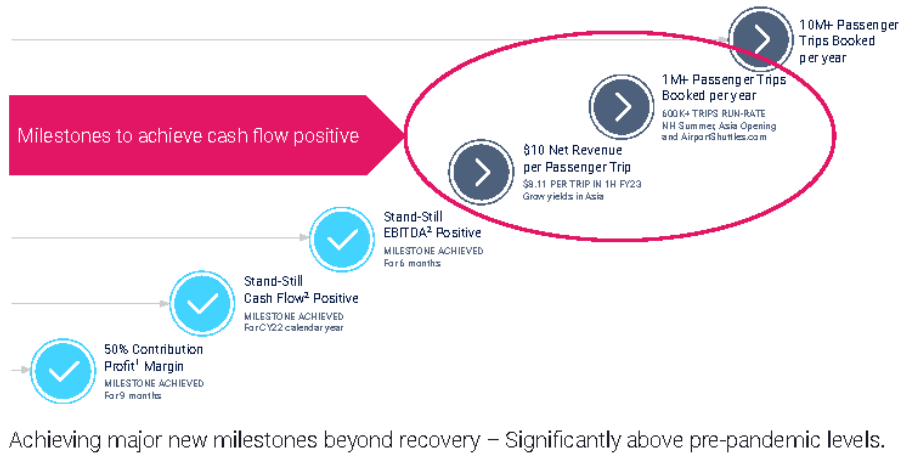 10M+ Passenger
Trips Booked
per year
1M+ Passenger Trips
Booked per year
600K+ TRIPS RUN-RATE
NH Summer, Asia Opening
and AirportShuttles.com
Milestones to achieve cash flow positive
$10 Net Revenue
per Passenger Trip
$8.11 PER TRIP IN 1H FY23
Grow yields in Asia
Stand-Still
EBITDA² Positive
MILESTONE ACHIEVED
For 6 months
Stand-Still
Cash Flow² Positive
MILESTONE ACHIEVED
For CY22 calendar year
50% Contribution
Profit¹ Margin
MILESTONE ACHIEVED
For 9 months
Achieving major new milestones beyond recovery – Significantly above pre-pandemic levels.